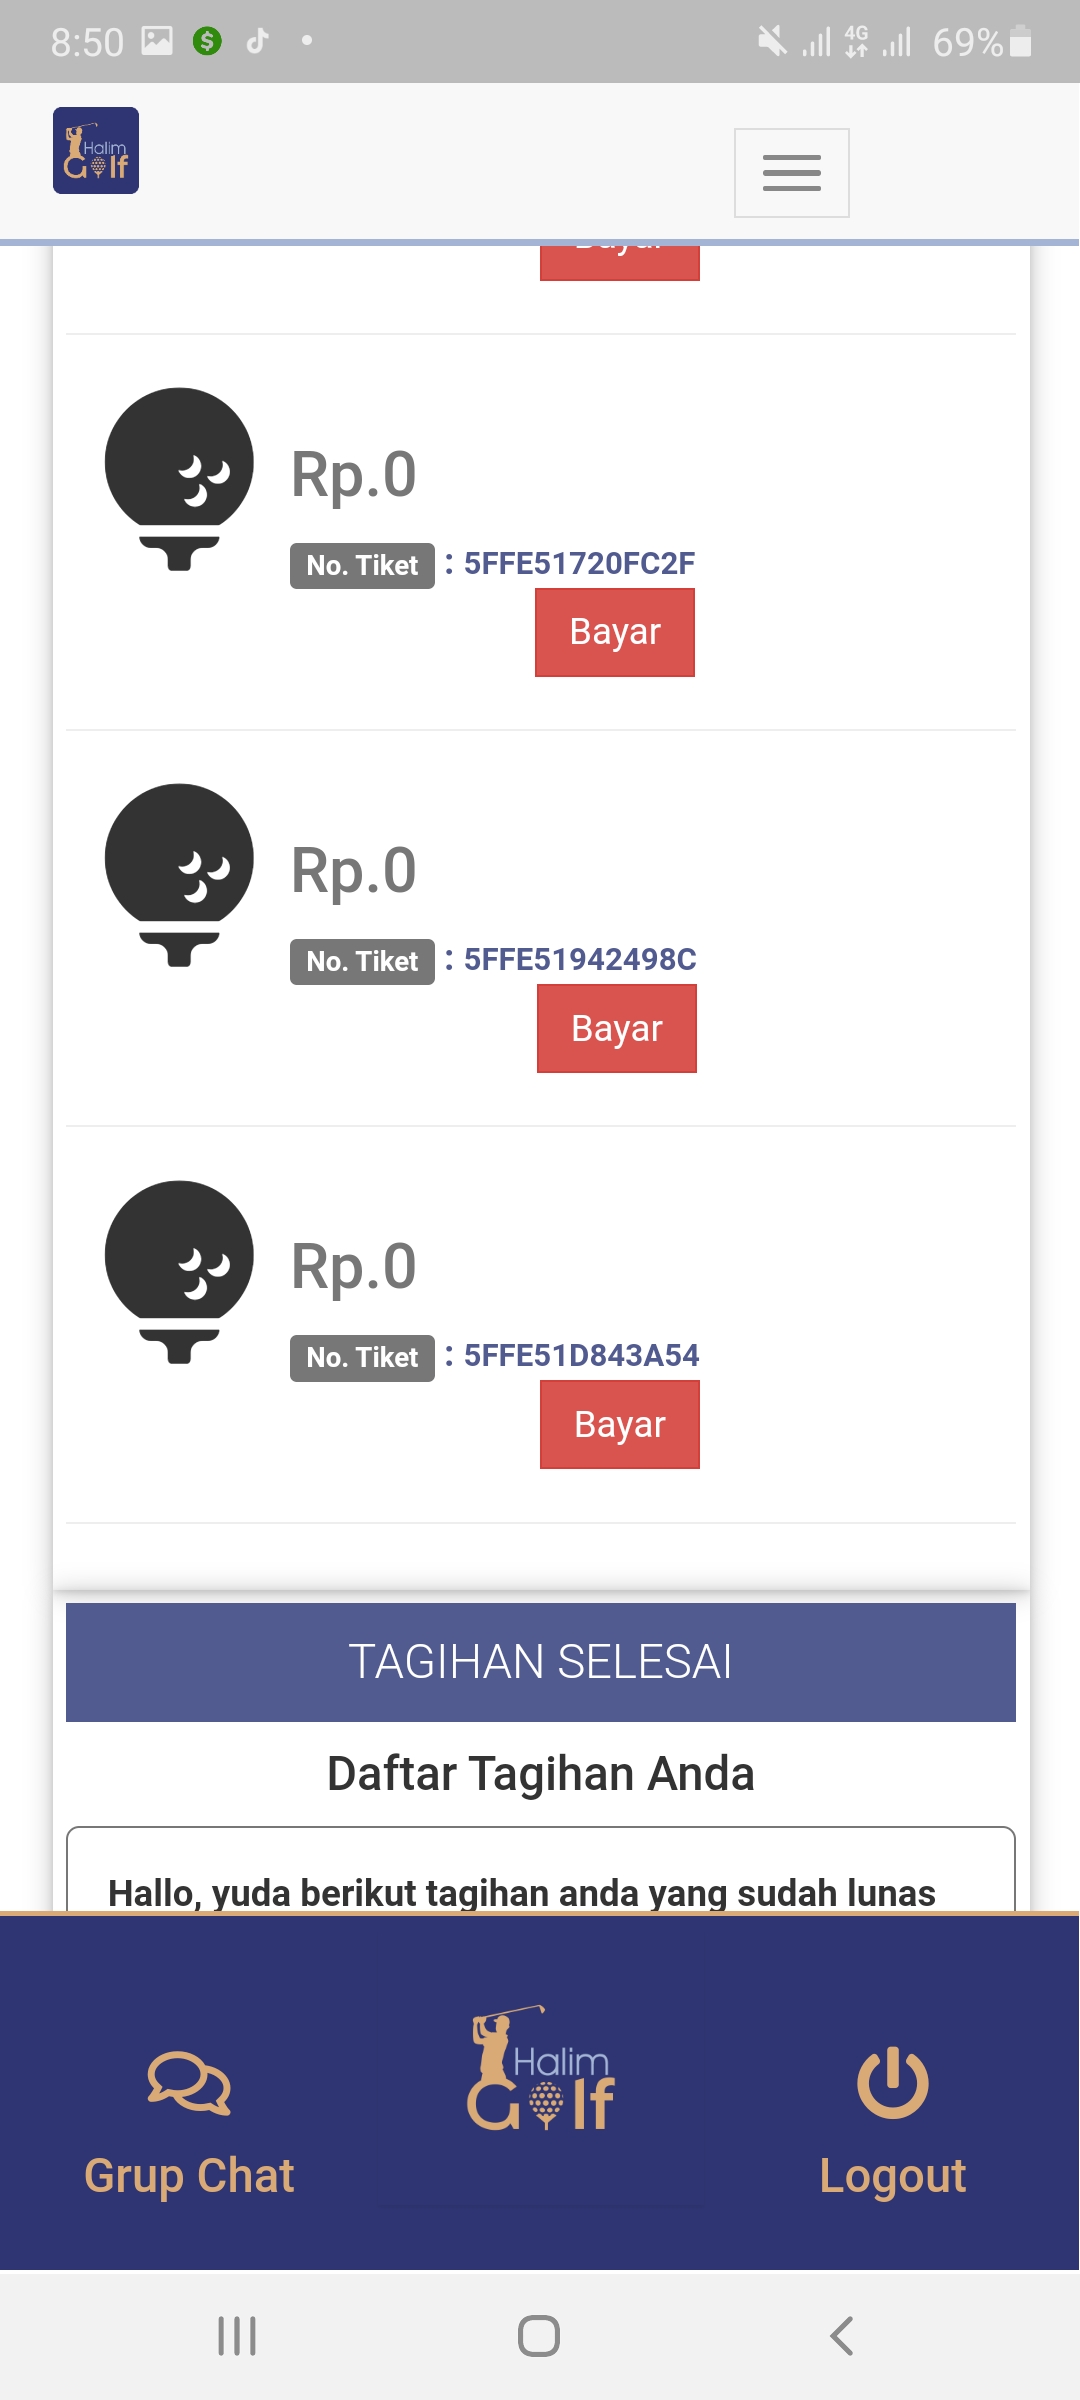 8:50
4G
69%
Halim
Golf
Bayar
Rp.0
No. Tiket : 5FFE51720FC2F
Bayar
Rp.0
No. Tiket : 5FFE51942498C
Bayar
Rp.0
No. Tiket : 5FFE51D843A54
Bayar
TAGIHAN SELESAI
Daftar Tagihan Anda
Hallo, yuda berikut tagihan anda yang sudah lunas
Halim
Golf
Grup Chat
Logout